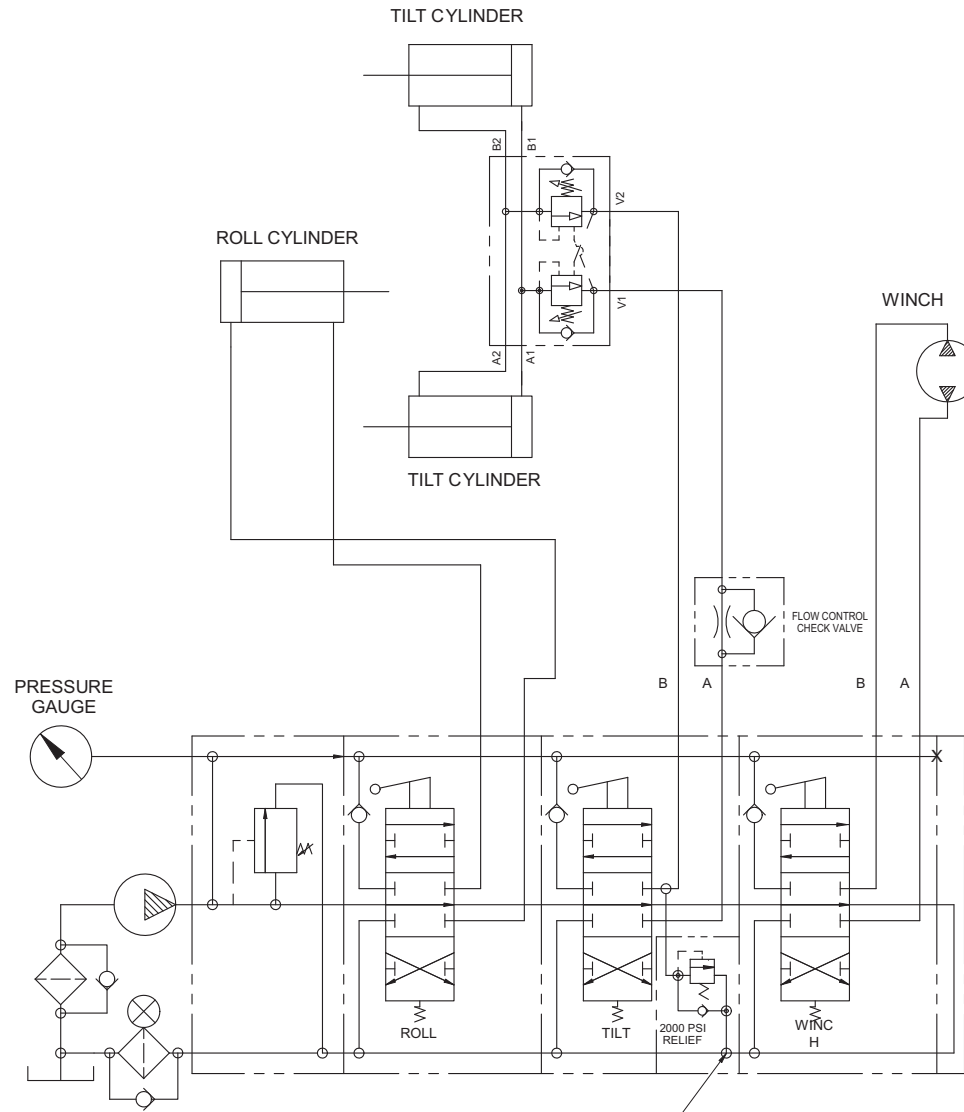 TILT CYLINDER
B2
B1
V2
ROLL CYLINDER
V1
WINCH
A2
A1
TILT CYLINDER
FLOW CONTROL
CHECK VALVE
B
A
B
A
PRESSURE
GAUGE
X
ROLL
TILT
2000 PSI
RELIEF
WINC
H